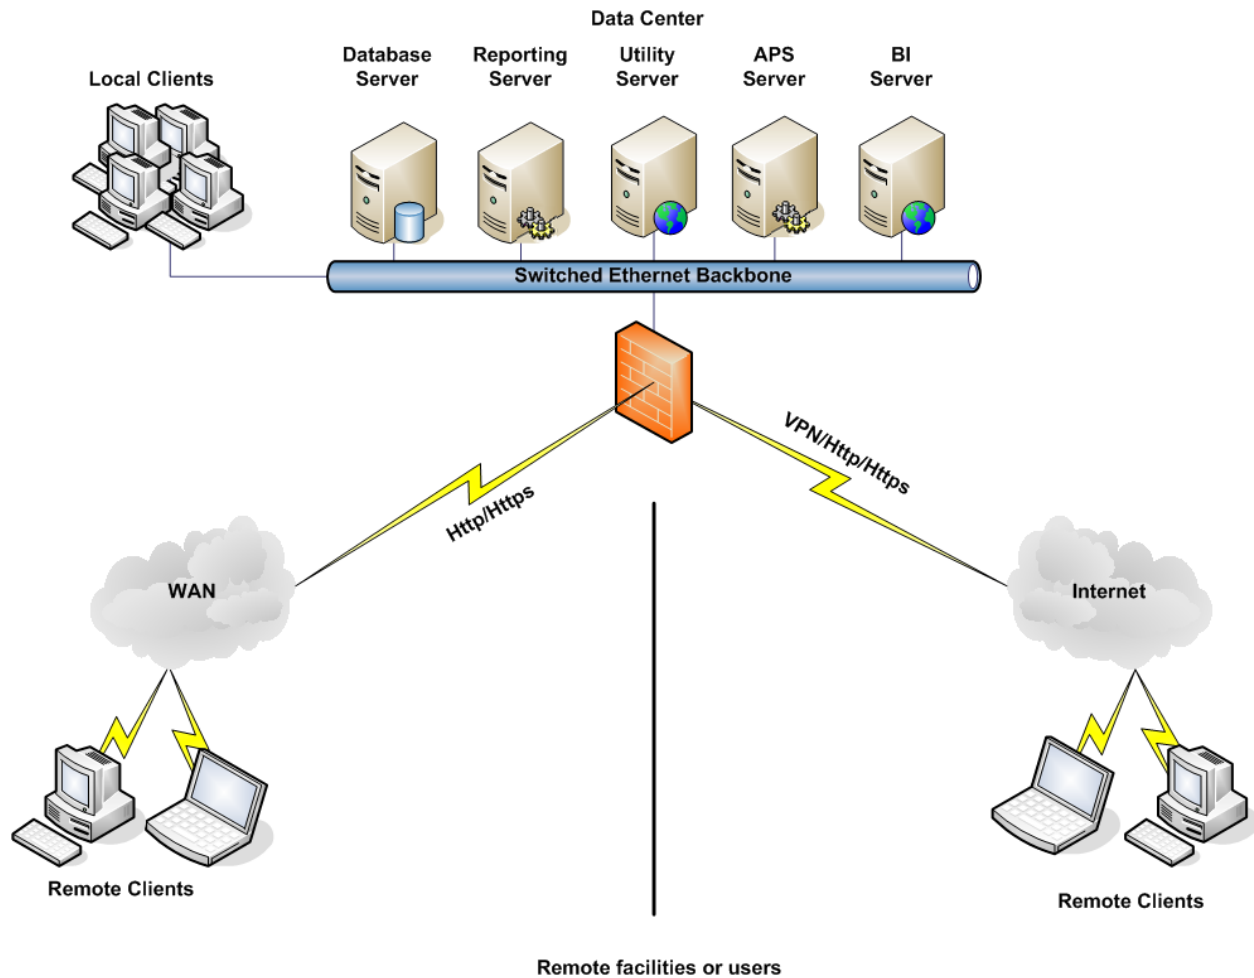 Data Center
Local Clients
Database
Server
Reporting
Server
Utility
Server
APS
Server
BI
Server
Switched Ethernet Backbone
Http/Https
VPN/Http/Https
WAN
Internet
Remote Clients
Remote Clients
Remote facilities or users